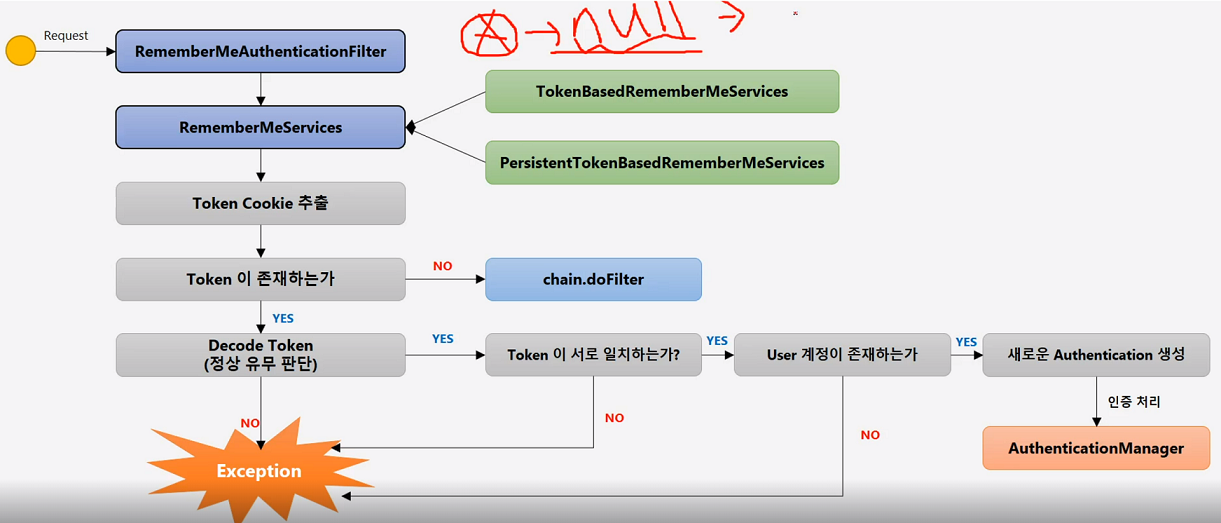 A → null →
Request
RememberMeAuthenticationFilter
RememberMeServices
TokenBasedRememberMeServices
PersistentTokenBasedRememberMeServices
Token Cookie 추출
Token 이 존재하는가
NO
chain.doFilter
YES
Decode Token
(정상 유무 판단)
YES
Token 이 서로 일치하는가?
YES
User 계정이 존재하는가
YES
새로운 Authentication 생성
NO
NO
NO
인증 처리
AuthenticationManager
Exception